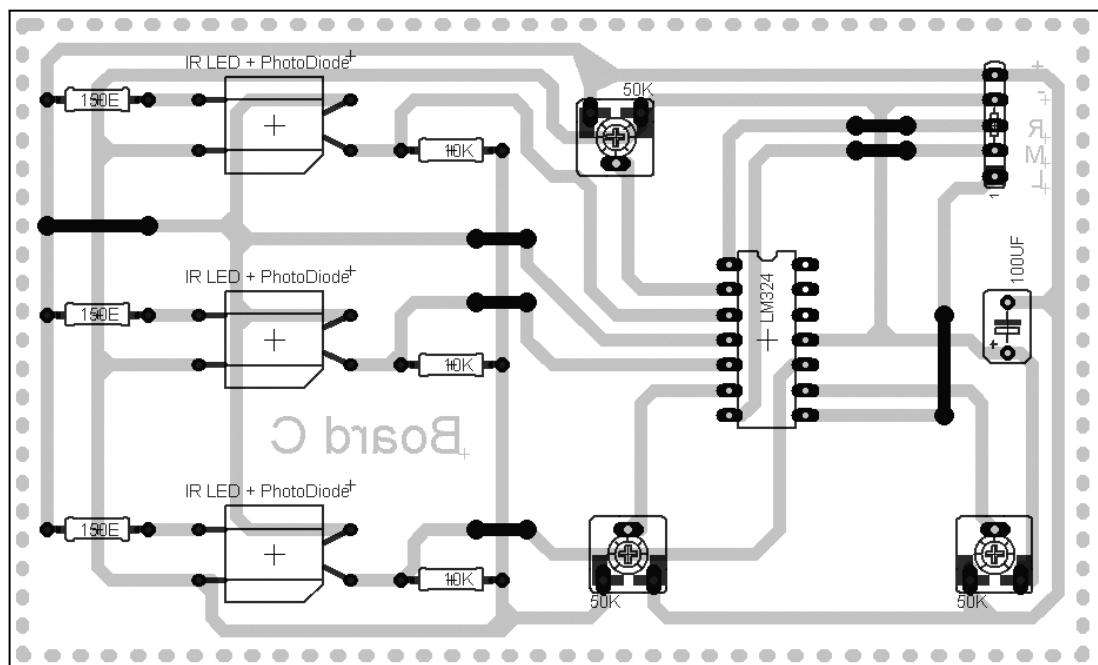 IR LED + PhotoDiode
50K
150E
10K
+
-
R
M
L
1
IR LED + PhotoDiode
LM324
100UF
+
150E
10K
Board C
IR LED + PhotoDiode
150E
10K
50K
50K